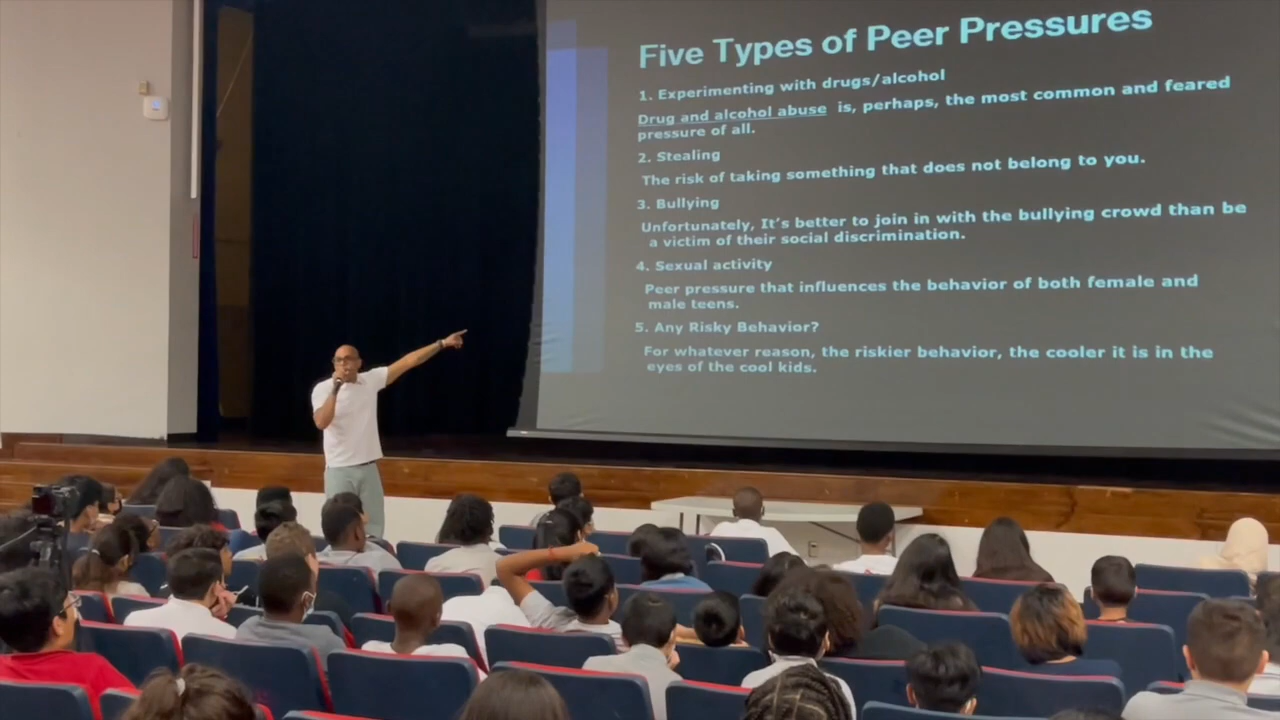 Five Types of Peer Pressures
1. Experimenting with drugs/alcohol
Drug and alcohol abuse is, perhaps, the most common and feared
pressure of all.
2. Stealing
The risk of taking something that does not belong to you.
3. Bullying
Unfortunately, It's better to join in with the bullying crowd than be
a victim of their social discrimination.
4. Sexual activity
Peer pressure that influences the behavior of both female and
male teens.
5. Any Risky Behavior?
For whatever reason, the riskier behavior, the cooler it is in the
eyes of the cool kids.